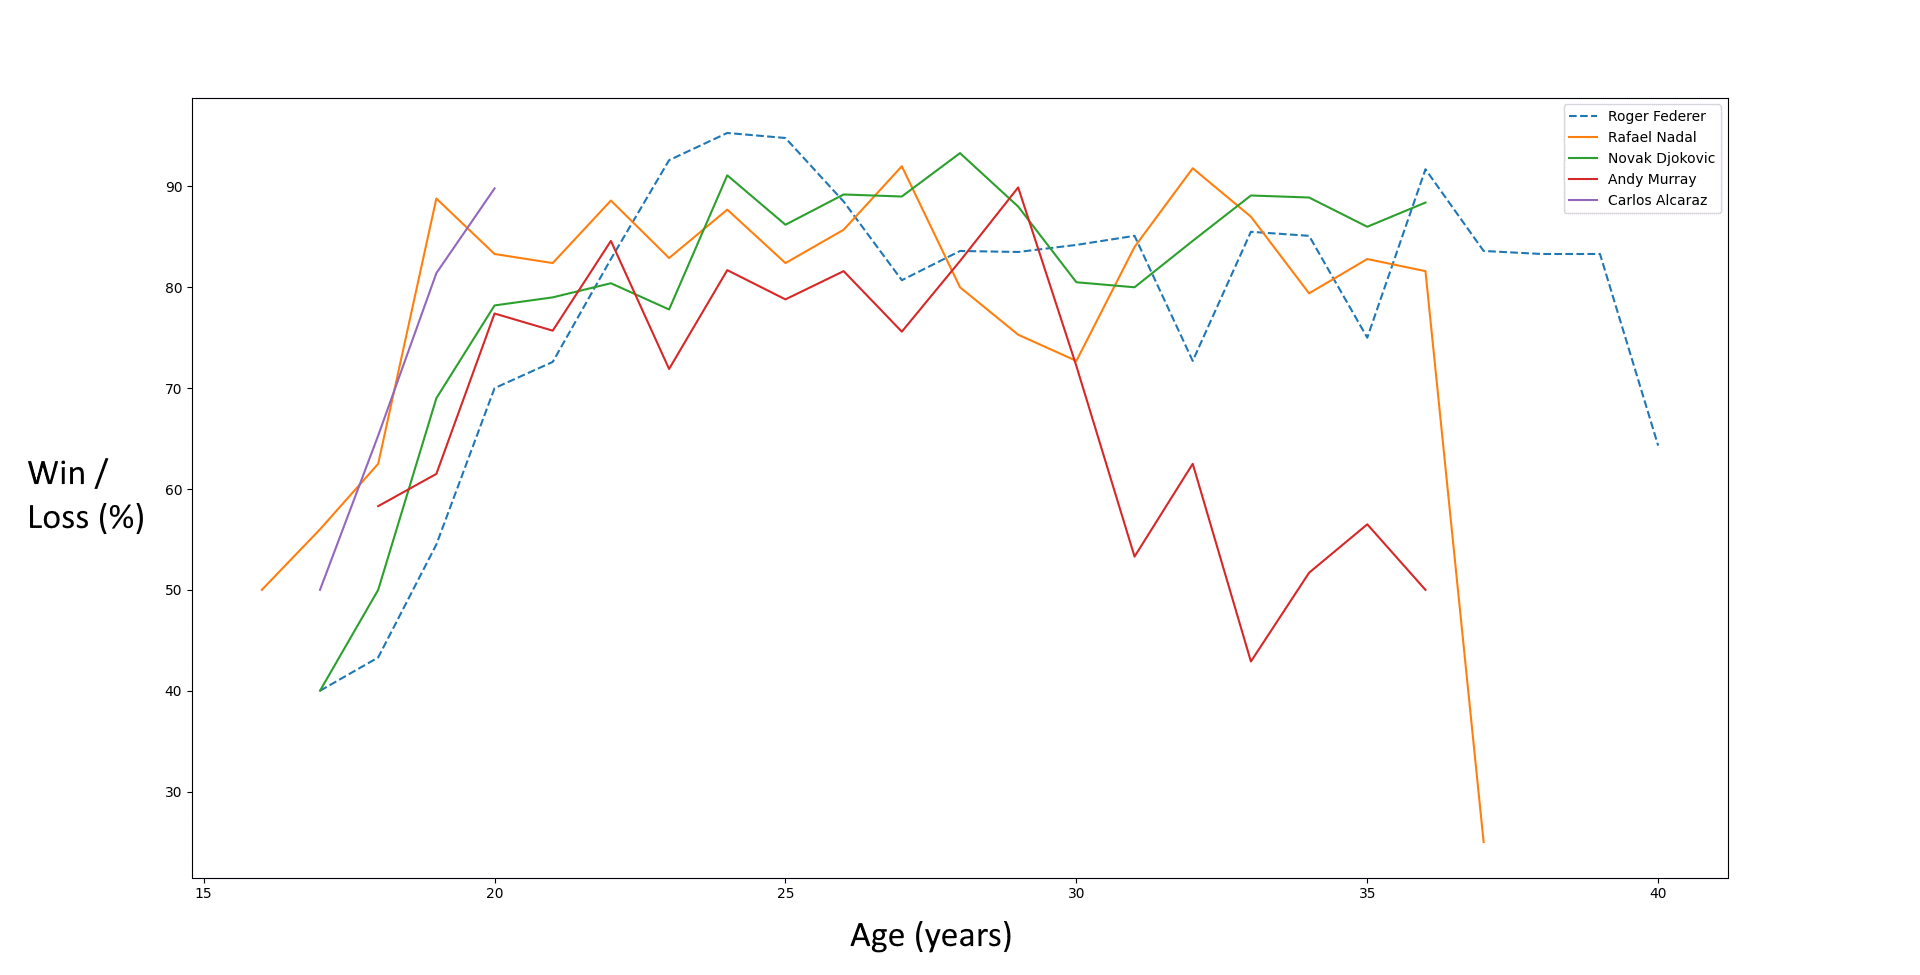 Roger Federer
Rafael Nadal
Novak Djokovic
Andy Murray
Carlos Alcaraz
90
80
70
60
50
40
30
Win /
Loss (%)
15
20
25
30
35
40
Age (years)